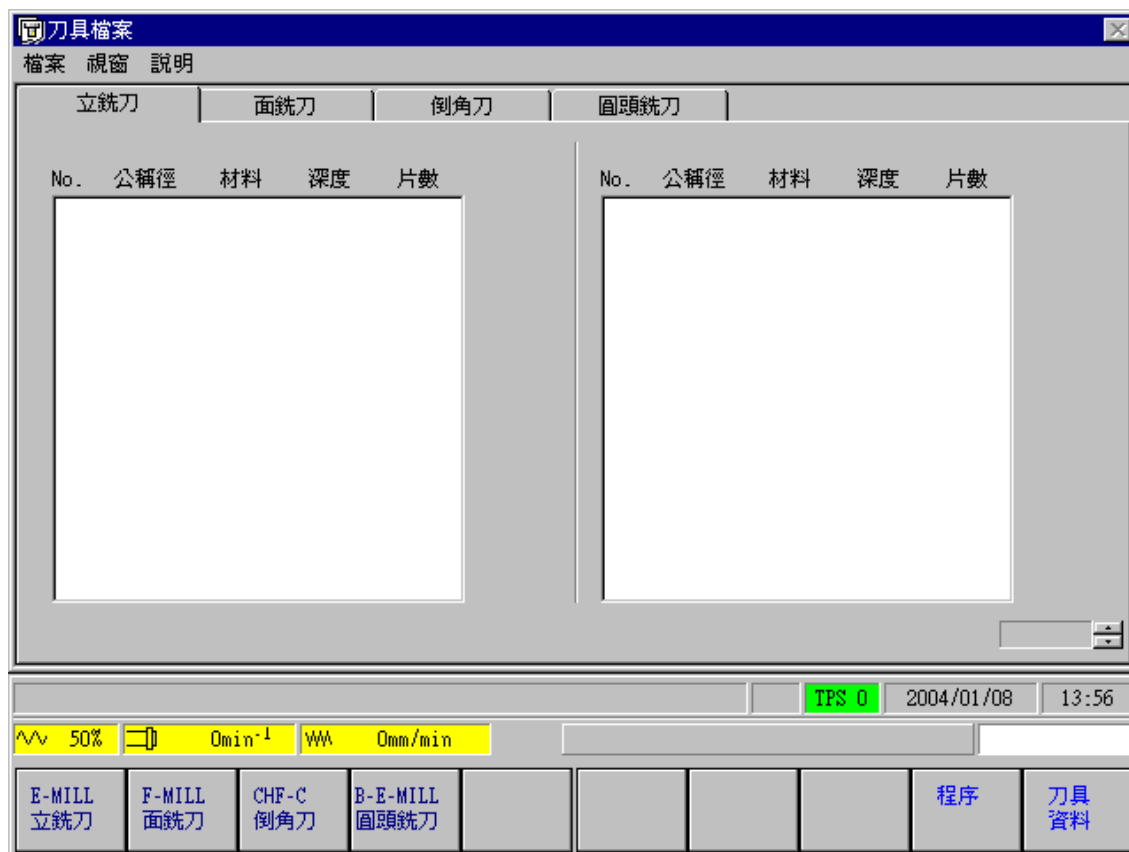 刀具檔案
檔案 視窗 說明
立銑刀 面銑刀 倒角刀 圓頭銑刀
No. 公稱徑 材料 深度 片數 No. 公稱徑 材料 深度 片數
TPS 0 2004/01/08 13:56
50% 0min⁻¹ 0mm/min
E-MILL F-MILL CHF-C B-E-MILL 程序 刀具
立銑刀 面銑刀 倒角刀 圓頭銑刀 資料